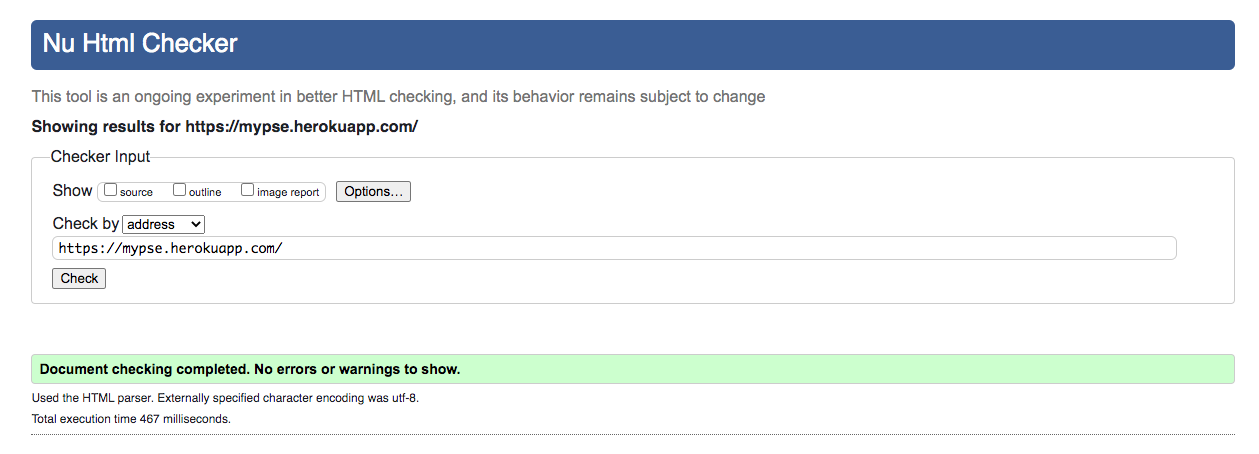 Nu Html Checker
This tool is an ongoing experiment in better HTML checking, and its behavior remains subject to change
Showing results for https://mypse.herokuapp.com/
Checker Input
Show source outline image report Options...
Check by address
https://mypse.herokuapp.com/
Check
Document checking completed. No errors or warnings to show.
Used the HTML parser. Externally specified character encoding was utf-8.
Total execution time 467 milliseconds.